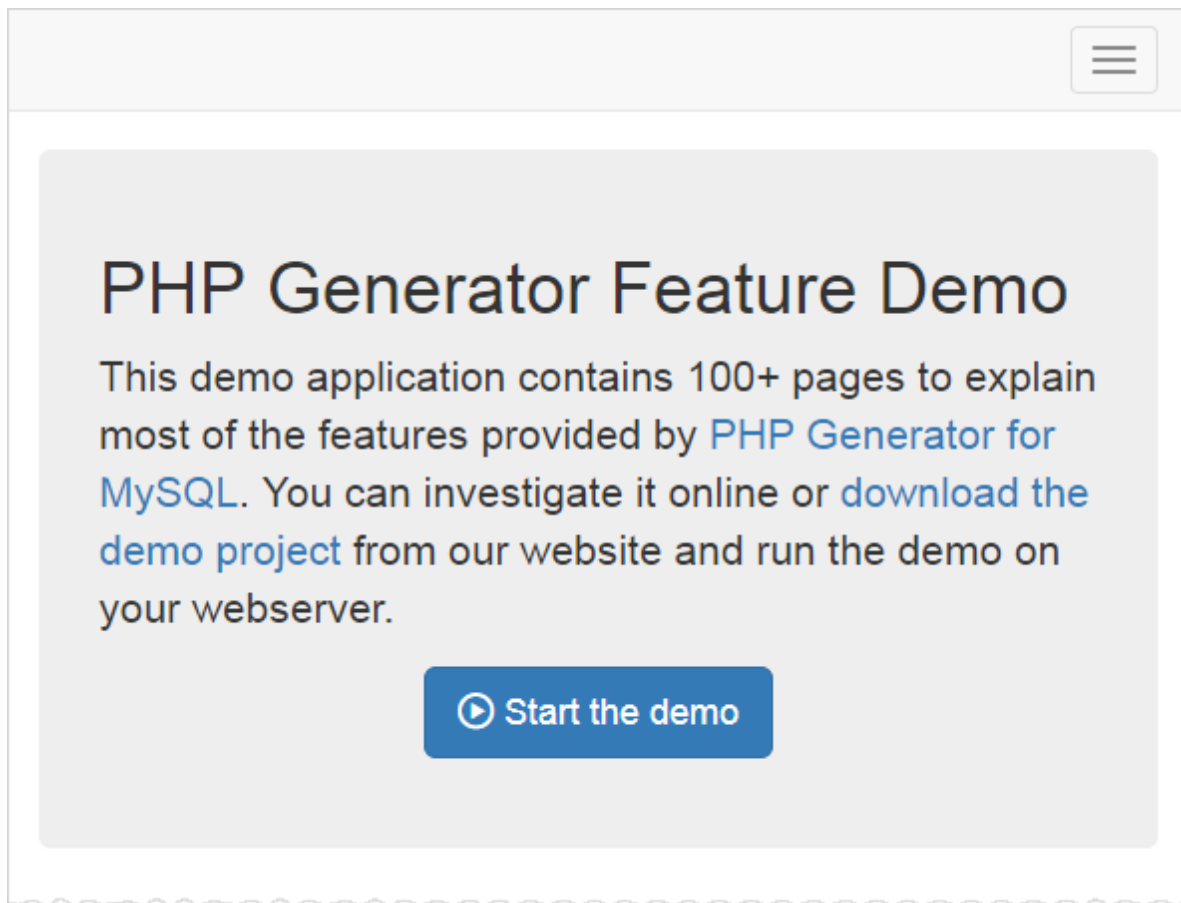 PHP Generator Feature Demo
This demo application contains 100+ pages to explain
most of the features provided by PHP Generator for
MySQL. You can investigate it online or download the
demo project from our website and run the demo on
your webserver.
Start the demo